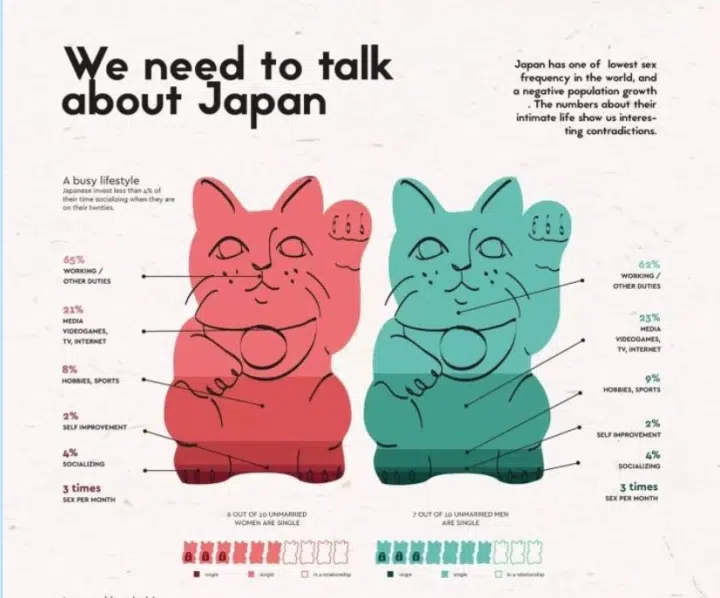 We need to talk
about Japan
Japan has one of lowest sex
frequency in the world, and
a negative population growth
. The numbers about their
intimate life show us interes-
ting contradictions.
A busy lifestyle
Japanese invest less than 4% of
their time socializing when they are
on their twnties.
65%
WORKING /
OTHER DUTIES
21%
MEDIA
VIDEOGAMES,
TV, INTERNET
8%
HOBBIES, SPORTS
2%
SELF IMPROVEMENT
4%
SOCIALIZING
3 times
SEX PER MONTH
62%
WORKING /
OTHER DUTIES
23%
MEDIA
VIDEOGAMES,
TV, INTERNET
9%
HOBBIES, SPORTS
2%
SELF IMPROVEMENT
4%
SOCIALIZING
3 times
SEX PER MONTH
6 OUT OF 10 UNMARRIED
WOMEN ARE SINGLE
virgin single in a relationship
7 OUT OF 10 UNMARRIED MEN
ARE SINGLE
virgin single in a relationship